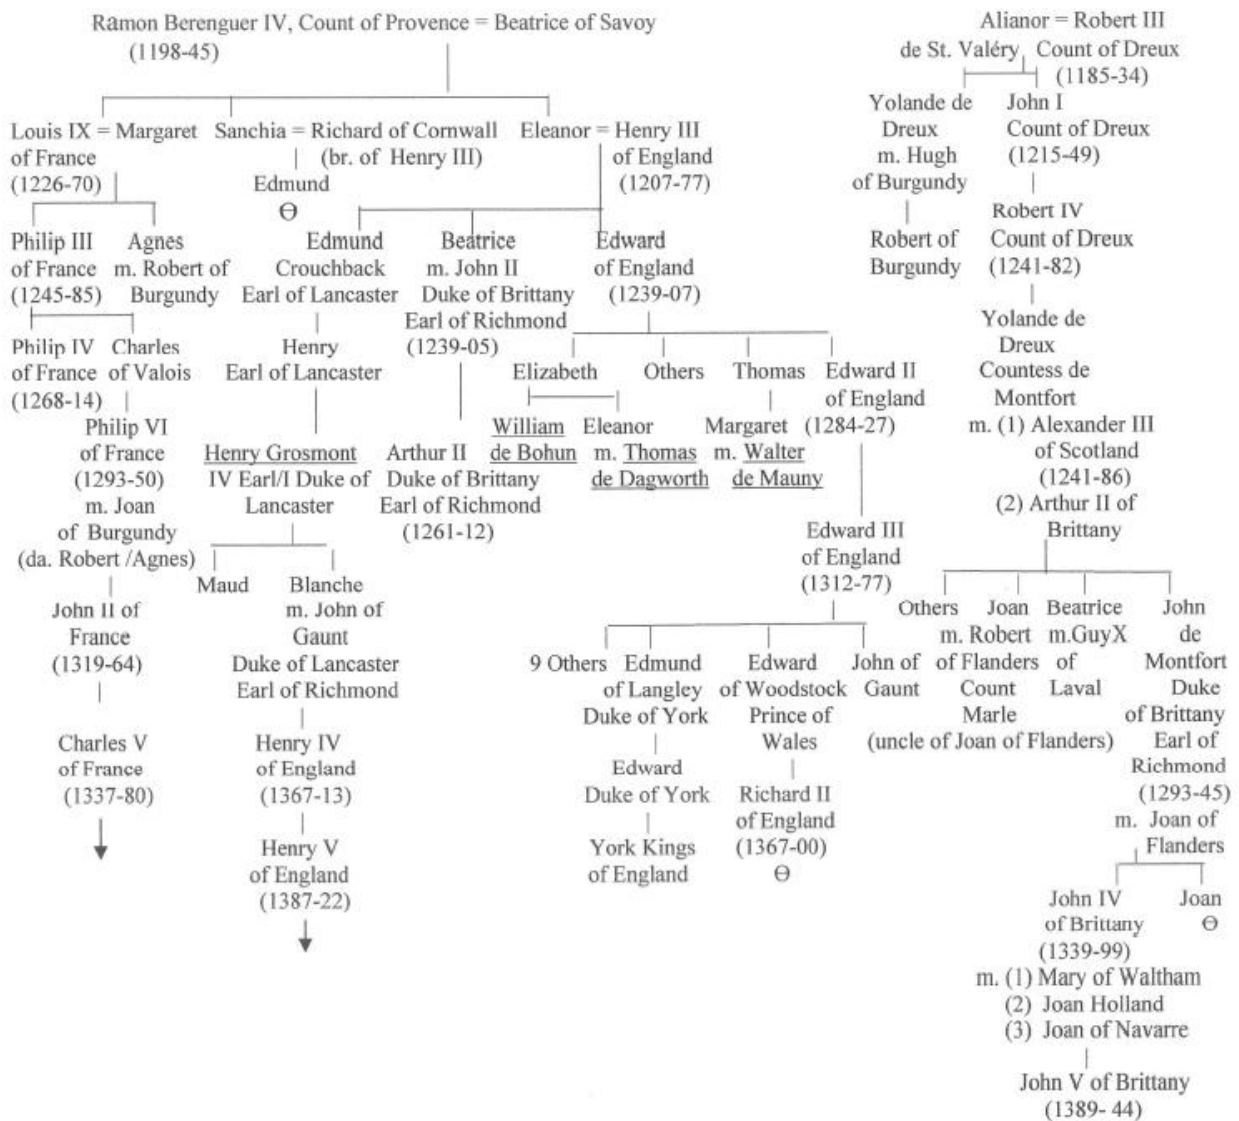 Ramon Berenguer IV, Count of Provence = Beatrice of Savoy
(1198-45)
Alianor = Robert III
de St. Valéry Count of Dreux
(1185-34)
Louis IX = Margaret
of France
(1226-70)
Sanchia = Richard of Cornwall
(br. of Henry III)
Edmund
Ө
Eleanor = Henry III
of England
(1207-77)
Yolande de
Dreux
m. Hugh
of Burgundy
John I
Count of Dreux
(1215-49)
Philip III
of France
(1245-85)
Agnes
m. Robert of
Burgundy
Edmund
Crouchback
Earl of Lancaster
Beatrice
m. John II
Duke of Brittany
Earl of Richmond
(1239-05)
Edward
of England
(1239-07)
Robert of
Burgundy
Robert IV
Count of Dreux
(1241-82)
Philip IV
of France
(1268-14)
Charles
of Valois
Henry
Earl of Lancaster
Elizabeth
Others
Thomas
Edward II
of England
(1284-27)
Yolande de
Dreux
Countess de
Montfort
m. (1) Alexander III
of Scotland
(1241-86)
(2) Arthur II of
Brittany
Philip VI
of France
(1293-50)
m. Joan
of Burgundy
(da. Robert /Agnes)
Henry Grosmont
IV Earl/I Duke of
Lancaster
Arthur II
Duke of Brittany
Earl of Richmond
(1261-12)
William
de Bohun
Eleanor
m. Thomas
de Dagworth
Margaret
m. Walter
de Mauny
Edward III
of England
(1312-77)
Maud
Blanche
m. John of
Gaunt
Duke of Lancaster
Earl of Richmond
John II of
France
(1319-64)
9 Others
Edmund
of Langley
Duke of York
Edward
of Woodstock
Prince of
Wales
John of
Gaunt
Others
Joan
m. Robert
of Flanders
Count
Marle
(uncle of Joan of Flanders)
Beatrice
m.GuyX
of
Laval
John
de
Montfort
Duke
of Brittany
Earl of
Richmond
(1293-45)
m. Joan of
Flanders
Charles V
of France
(1337-80)
Henry IV
of England
(1367-13)
Edward
Duke of York
Richard II
of England
(1367-00)
Ө
Henry V
of England
(1387-22)
York Kings
of England
John IV
of Brittany
(1339-99)
Joan
Ө
m. (1) Mary of Waltham
(2) Joan Holland
(3) Joan of Navarre
John V of Brittany
(1389- 44)